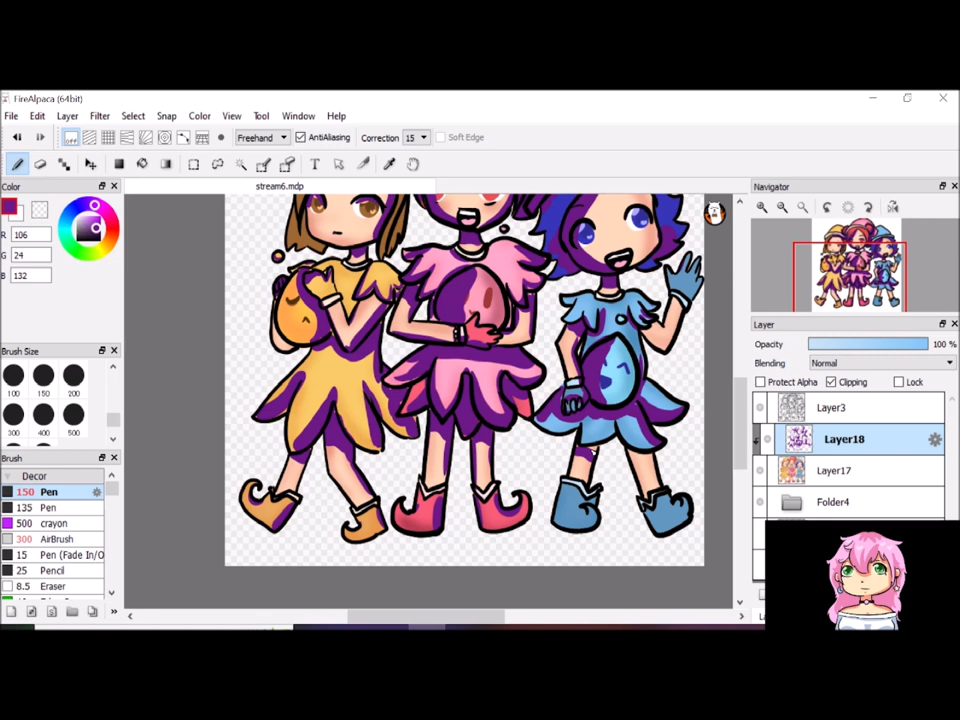 FireAlpaca (64bit)
File Edit Layer Filter Select Snap Color View Tool Window Help
OFF Freehand AntiAliasing Correction 15 Soft Edge
T
Color
stream6.mdp
Navigator
R 106
G 24
B 132
Layer
Opacity 100 %
Brush Size
Blending Normal
Protect Alpha Clipping Lock
100 150 200
Layer3
300 400 500
Layer18
Brush
Layer17
Decor
150 Pen
Folder4
135 Pen
500 crayon
300 AirBrush
15 Pen (Fade In/O
25 Pencil
8.5 Eraser